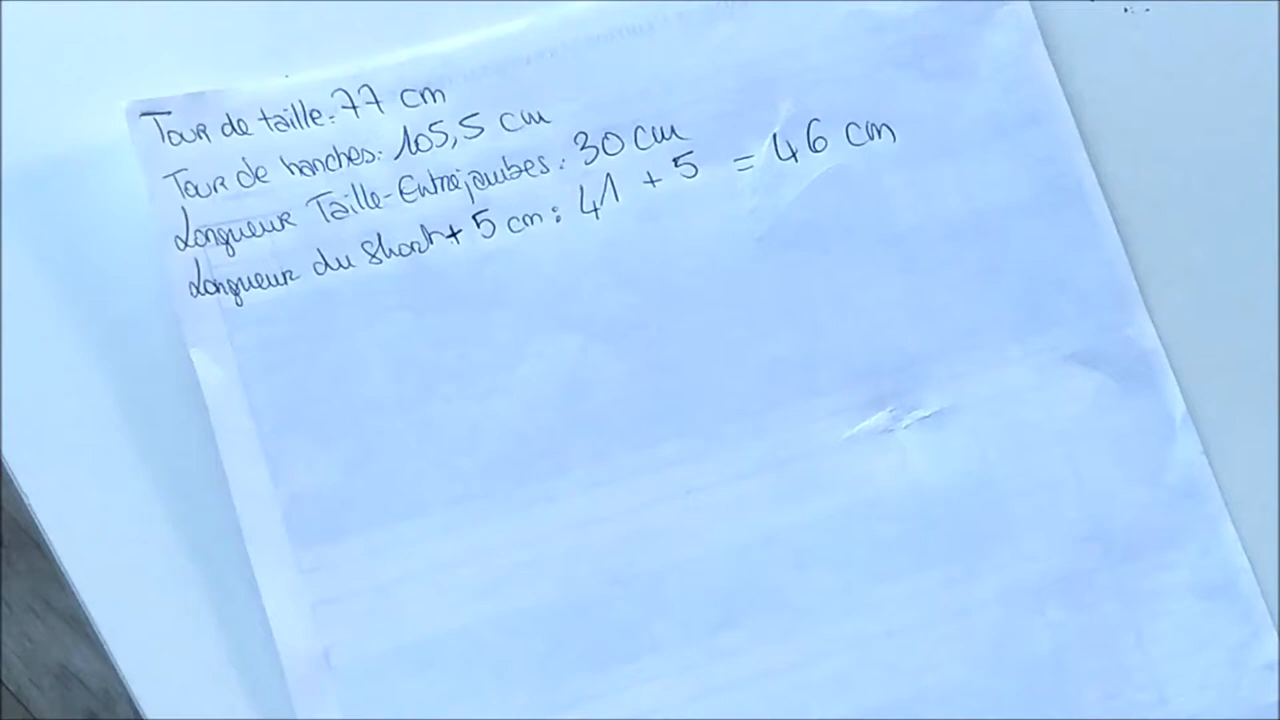 Tour de taille: 77 cm
Tour de hanches: 105,5 cm
Longueur Taille-Entrejambes: 30 cm
Longueur du short + 5 cm: 41 + 5 = 46 cm